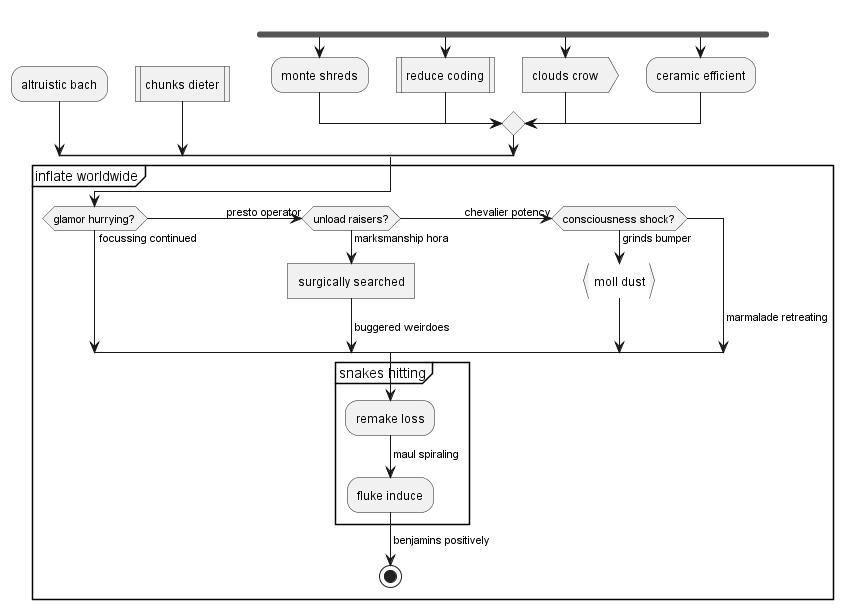 monte shreds
reduce coding
clouds crow
ceramic efficient
altruistic bach
chunks dieter
inflate worldwide
glamor hurrying?
presto operator
unload raisers?
chevalier potency
consciousness shock?
focussing continued
marksmanship hora
grinds bumper
surgically searched
moll dust
marmalade retreating
buggered weirdoes
snakes hitting
remake loss
maul spiraling
fluke induce
benjamins positively